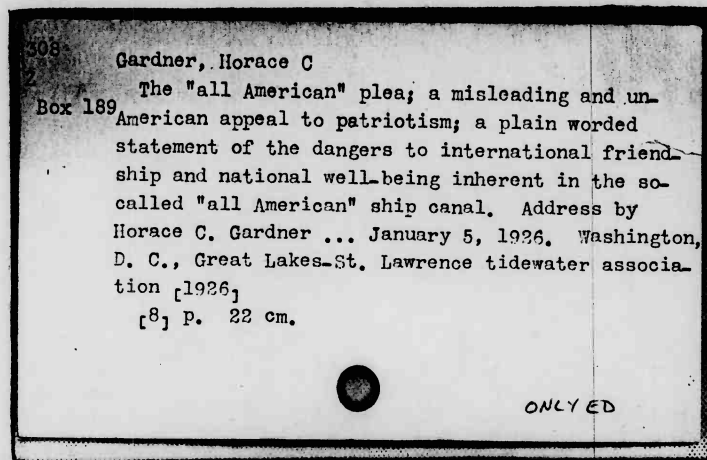 308
Z
Box 189
Gardner, Horace C
The "all American" plea; a misleading and un-
American appeal to patriotism; a plain worded
statement of the dangers to international friend-
ship and national well-being inherent in the so-
called "all American" ship canal. Address by
Horace C. Gardner ... January 5, 1926. Washington,
D. C., Great Lakes-St. Lawrence tidewater associa-
tion [1926]
[8] p. 22 cm.
ONLY ED